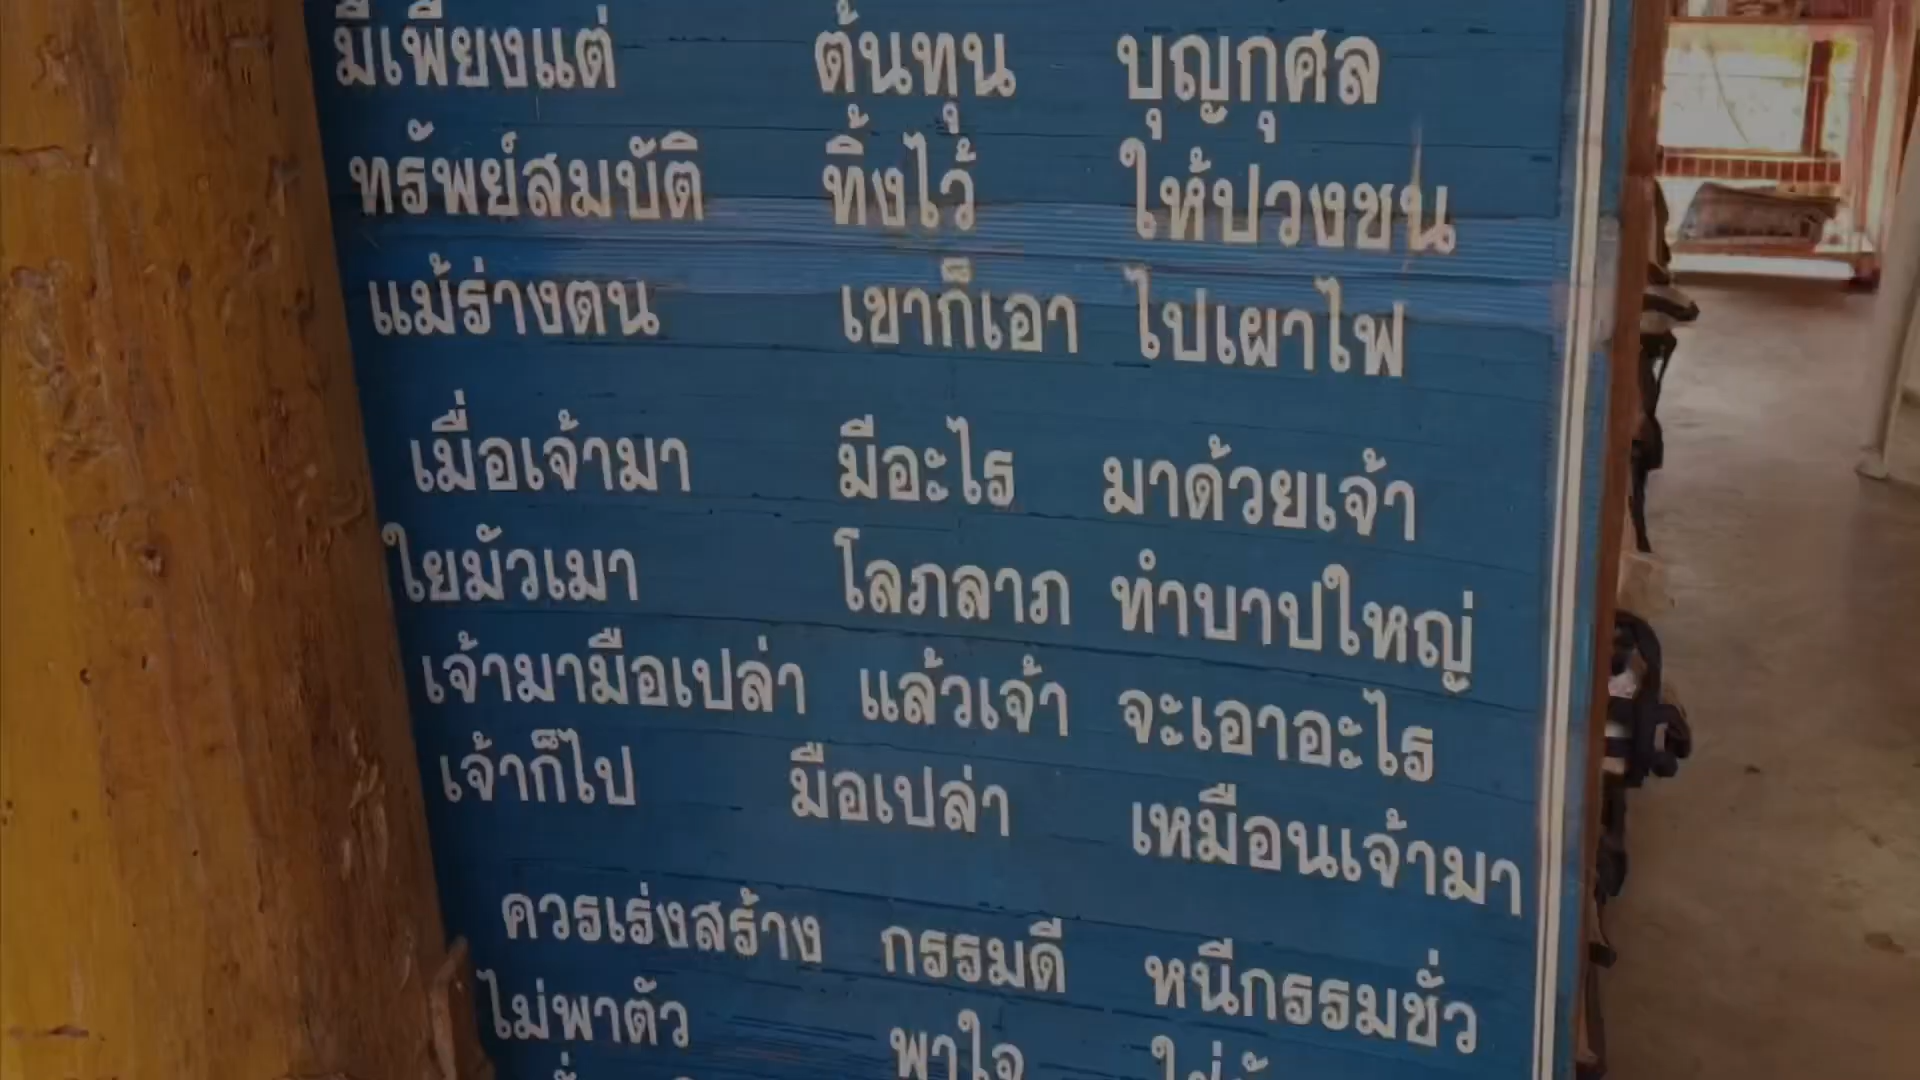 มีเพียงแต่ ต้นทุน บุญกุศล
ทรัพย์สมบัติ ทิ้งไว้ ให้ปวงชน
แม้ร่างตน เขาก็เอา ไปเผาไฟ
เมื่อเจ้ามา มีอะไร มาด้วยเจ้า
ใยมัวเมา โลภลาภ ทำบาปใหญ่
เจ้ามามือเปล่า แล้วเจ้า จะเอาอะไร
เจ้าก็ไป มือเปล่า เหมือนเจ้ามา
ควรเร่งสร้าง กรรมดี หนีกรรมชั่ว
ไม่พาตัว พาใจ